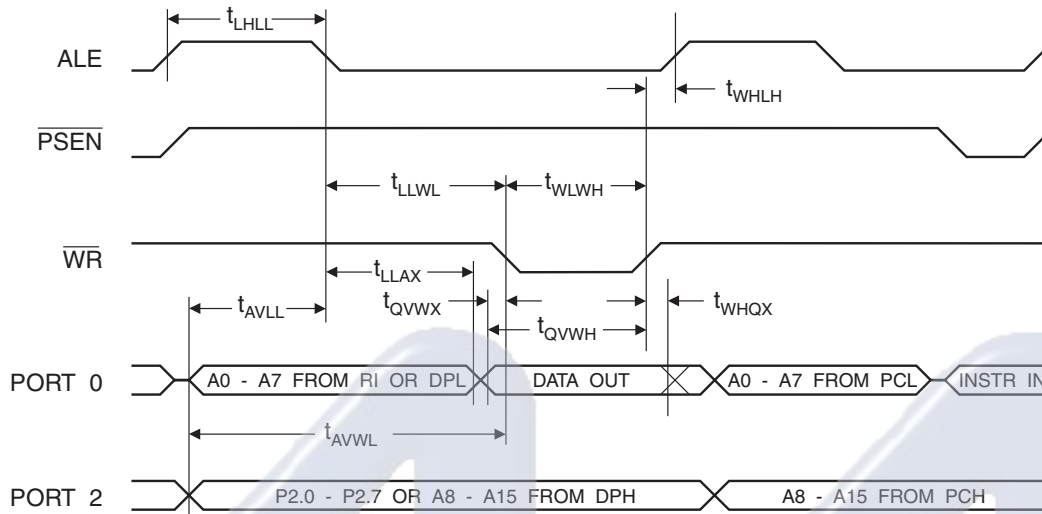 tLHLL
ALE
tWHLH
PSEN
tLLWL
tWLWH
WR
tLLAX
tAVLL
tQVWX
tWHQX
tQVWH
PORT 0
A0 - A7 FROM RI OR DPL
DATA OUT
A0 - A7 FROM PCL
INSTR IN
tAVWL
PORT 2
P2.0 - P2.7 OR A8 - A15 FROM DPH
A8 - A15 FROM PCH